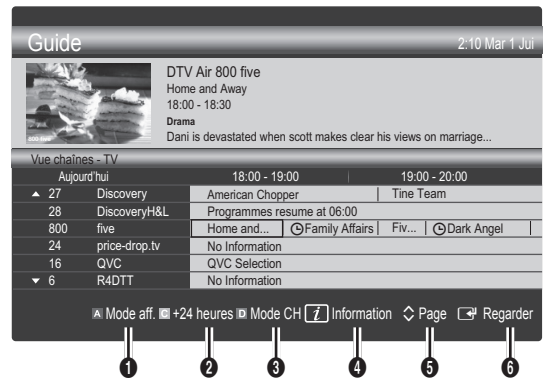 Guide 2:10 Mar 1 Jui
DTV Air 800 five
Home and Away
18:00 - 18:30
Drama
Dani is devastated when scott makes clear his views on marriage...
800 five
Vue chaînes - TV
Aujourd'hui 18:00 - 19:00 19:00 - 20:00
▲ 27 Discovery American Chopper Tine Team
28 DiscoveryH&L Programmes resume at 06:00
800 five Home and... Family Affairs Fiv... Dark Angel
24 price-drop.tv No Information
16 QVC QVC Selection
▼ 6 R4DTT No Information
A Mode aff. C +24 heures D Mode CH i Information Page Regarder
1 2 3 4 5 6